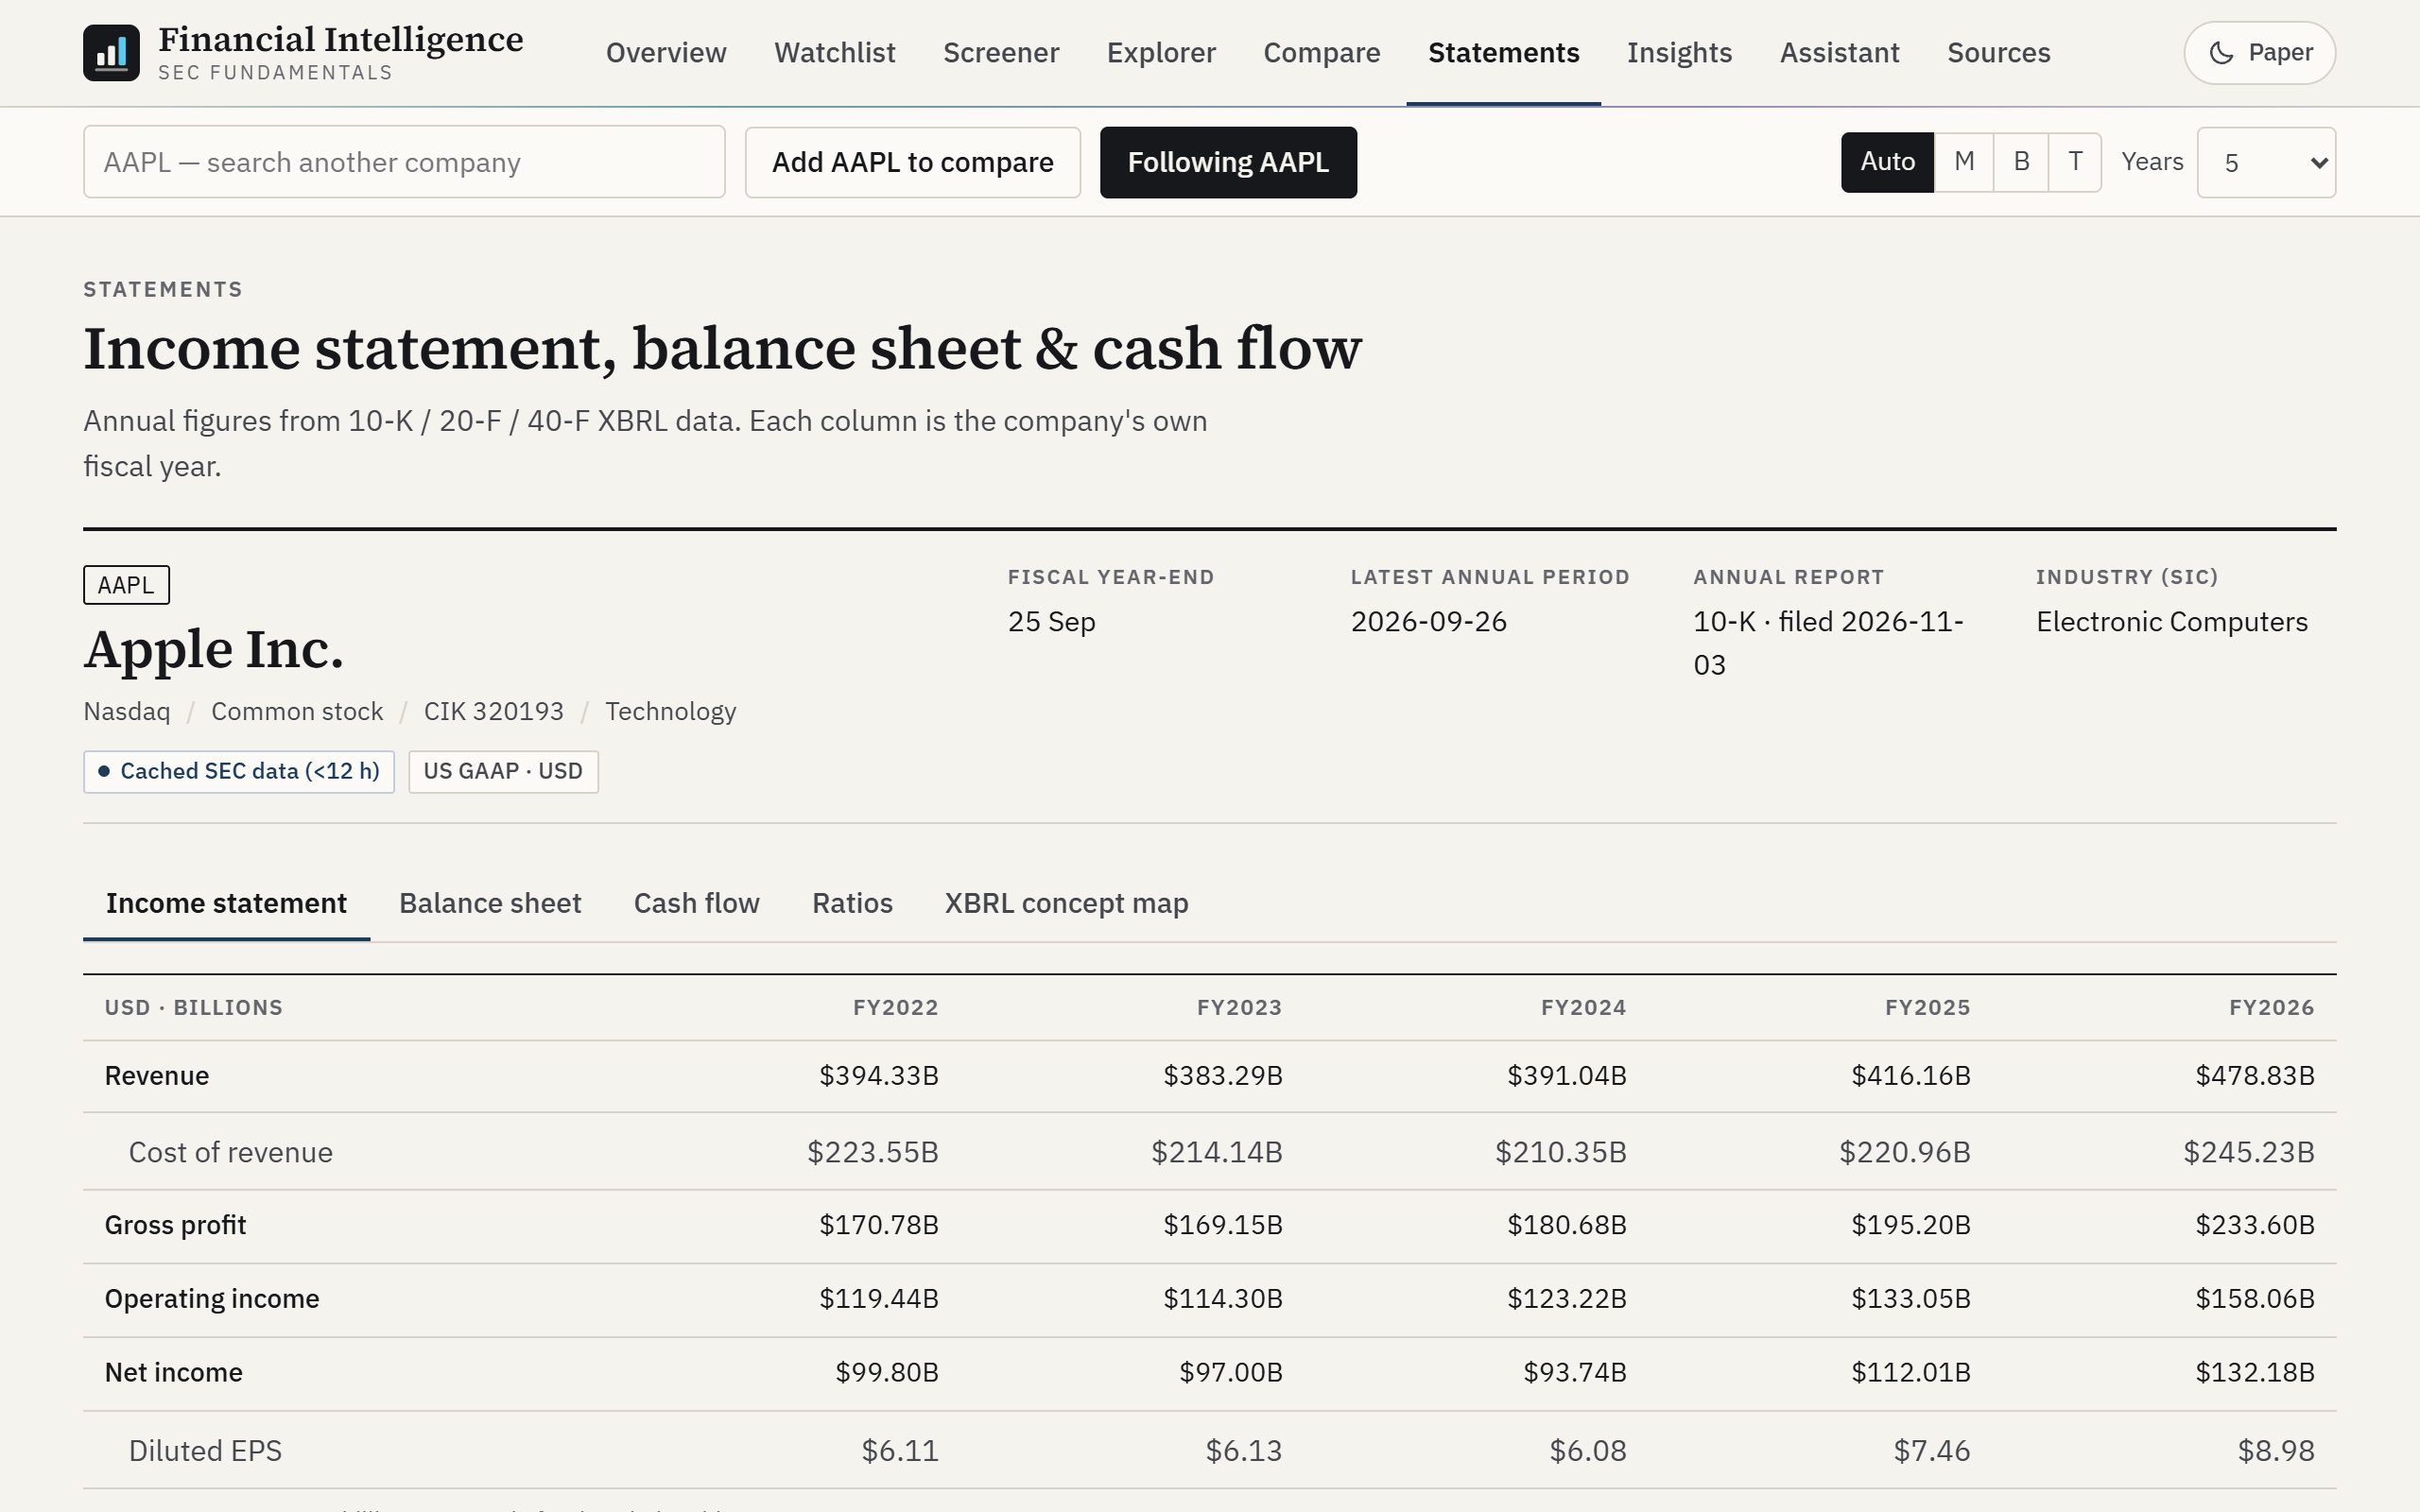 Financial Intelligence
SEC FUNDAMENTALS
Overview Watchlist Screener Explorer Compare Statements Insights Assistant Sources Paper
AAPL — search another company Add AAPL to compare Following AAPL Auto M B T Years 5
STATEMENTS
Income statement, balance sheet & cash flow
Annual figures from 10-K / 20-F / 40-F XBRL data. Each column is the company's own
fiscal year.
AAPL
Apple Inc.
Nasdaq / Common stock / CIK 320193 / Technology
Cached SEC data (<12 h) US GAAP · USD
FISCAL YEAR-END
25 Sep
LATEST ANNUAL PERIOD
2026-09-26
ANNUAL REPORT
10-K · filed 2026-11-
03
INDUSTRY (SIC)
Electronic Computers
Income statement Balance sheet Cash flow Ratios XBRL concept map
USD · BILLIONS FY2022 FY2023 FY2024 FY2025 FY2026
Revenue $394.33B $383.29B $391.04B $416.16B $478.83B
Cost of revenue $223.55B $214.14B $210.35B $220.96B $245.23B
Gross profit $170.78B $169.15B $180.68B $195.20B $233.60B
Operating income $119.44B $114.30B $123.22B $133.05B $158.06B
Net income $99.80B $97.00B $93.74B $112.01B $132.18B
Diluted EPS $6.11 $6.13 $6.08 $7.46 $8.98